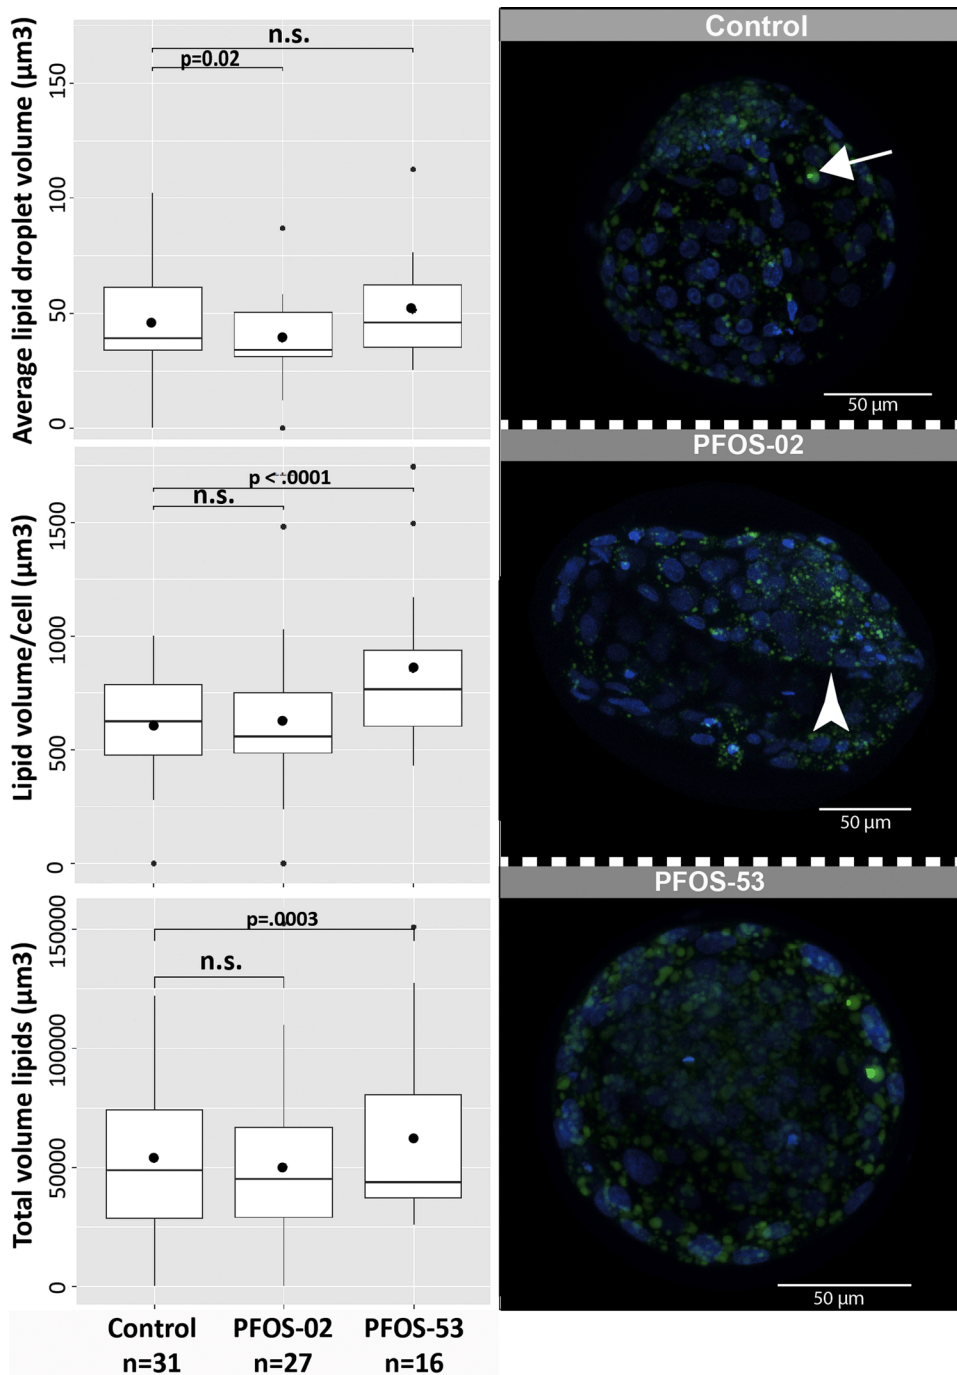 Average lipid droplet volume (µm3)
150
100
50
0
n.s.
p=0.02
Lipid volume/cell (µm3)
1500
1000
500
0
p < .0001
n.s.
Total volume lipids (µm3)
150000
100000
50000
0
p=.0003
n.s.
Control
PFOS-02
PFOS-53
n=31
n=27
n=16
Control
50 µm
PFOS-02
50 µm
PFOS-53
50 µm